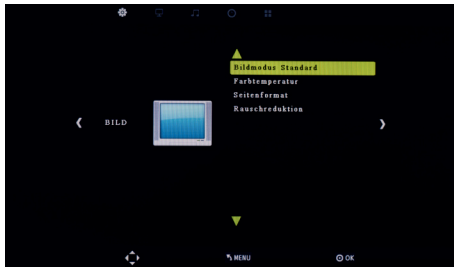 Bildmodus Standard
Farbtemperatur
Seitenformat
Rauschreduktion
BILD
MENU
OK